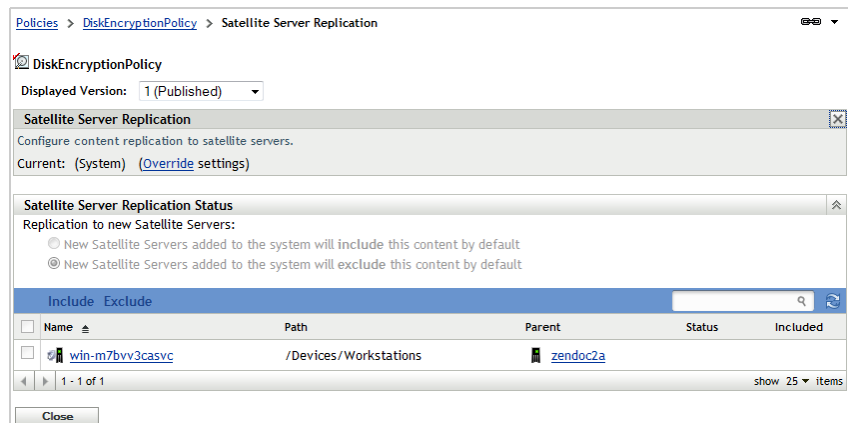 Policies > DiskEncryptionPolicy > Satellite Server Replication
DiskEncryptionPolicy
Displayed Version: 1 (Published)
Satellite Server Replication
Configure content replication to satellite servers.
Current: (System) (Override settings)
Satellite Server Replication Status
Replication to new Satellite Servers:
New Satellite Servers added to the system will include this content by default
New Satellite Servers added to the system will exclude this content by default
Include Exclude
Name Path Parent Status Included
win-m7bvv3casvc /Devices/Workstations zendoc2a
1 - 1 of 1 show 25 items
Close